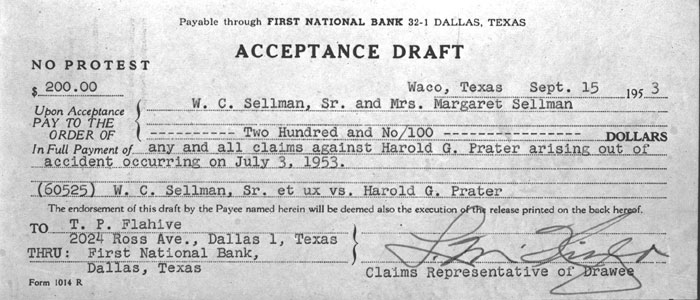 Payable through FIRST NATIONAL BANK 32-1 DALLAS, TEXAS
ACCEPTANCE DRAFT
NO PROTEST
$ 200.00 Waco, Texas Sept. 15 1953
Upon Acceptance PAY TO THE ORDER OF W. C. Sellman, Sr. and Mrs. Margaret Sellman
----------- Two Hundred and No/100 ----------------- DOLLARS
In Full Payment of any and all claims against Harold G. Prater arising out of
accident occurring on July 3, 1953.
(60525) W. C. Sellman, Sr. et ux vs. Harold G. Prater
The endorsement of this draft by the Payee named herein will be deemed also the execution of the release printed on the back hereof.
TO T. P. Flahive
2024 Ross Ave., Dallas 1, Texas
THRU: First National Bank,
Dallas, Texas
Claims Representative of Drawee
Form 1014 R